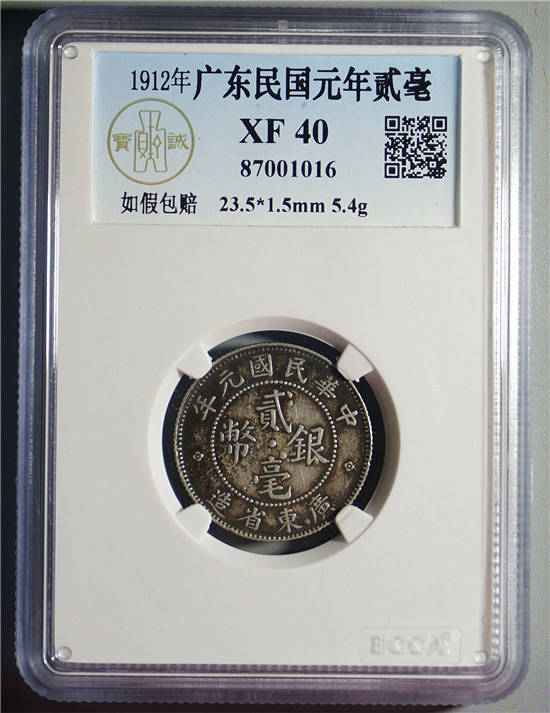 1912年 广东民国元年贰毫
XF 40
寳 誠
87001016
如假包赔 23.5*1.5mm 5.4g
年元國民華中
貳
幣 銀
毫
造省東廣